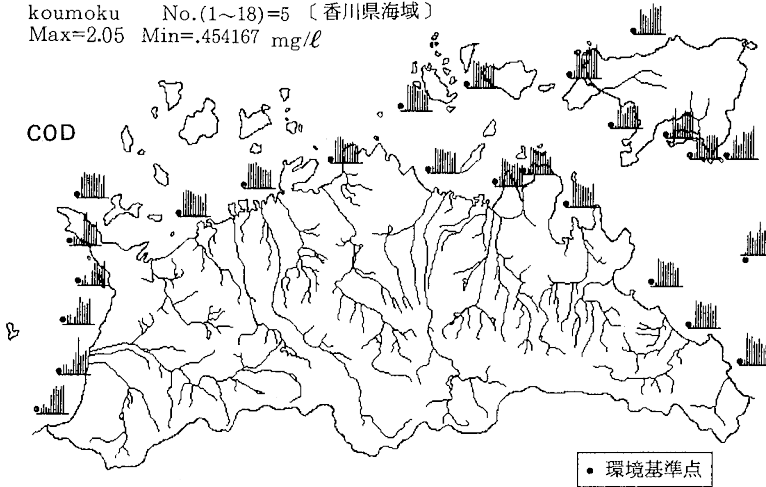 koumoku No.(1~18)=5 〔香川県海域〕
Max=2.05 Min=.454167 mg/ℓ
COD
• 環境基準点